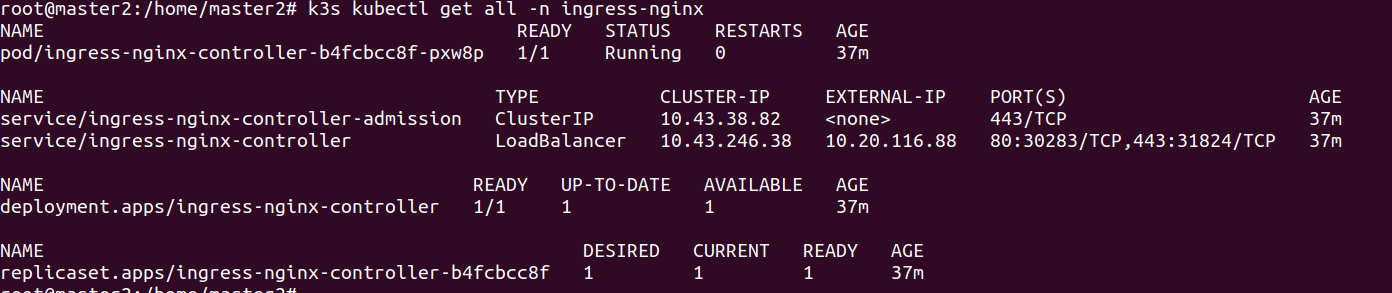 root@master2:/home/master2# k3s kubectl get all -n ingress-nginx
NAME READY STATUS RESTARTS AGE
pod/ingress-nginx-controller-b4fcbcc8f-pxw8p 1/1 Running 0 37m
NAME TYPE CLUSTER-IP EXTERNAL-IP PORT(S) AGE
service/ingress-nginx-controller-admission ClusterIP 10.43.38.82 <none> 443/TCP 37m
service/ingress-nginx-controller LoadBalancer 10.43.246.38 10.20.116.88 80:30283/TCP,443:31824/TCP 37m
NAME READY UP-TO-DATE AVAILABLE AGE
deployment.apps/ingress-nginx-controller 1/1 1 1 37m
NAME DESIRED CURRENT READY AGE
replicaset.apps/ingress-nginx-controller-b4fcbcc8f 1 1 1 37m
root@master2:/home/master2#